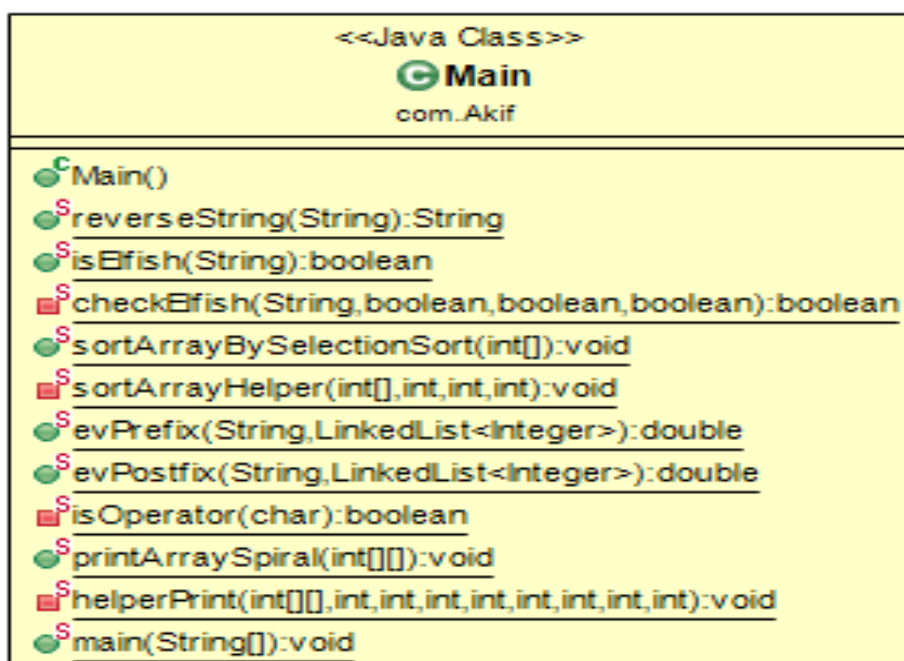 <<Java Class>>
Main
com.Akif
Main()
reverseString(String):String
isElfish(String):boolean
checkElfish(String,boolean,boolean,boolean):boolean
sortArrayBySelectionSort(int[]):void
sortArrayHelper(int[],int,int,int):void
evPrefix(String,LinkedList<Integer>):double
evPostfix(String,LinkedList<Integer>):double
isOperator(char):boolean
printArraySpiral(int[][]):void
helperPrint(int[][],int,int,int,int,int,int,int,int):void
main(String[]):void